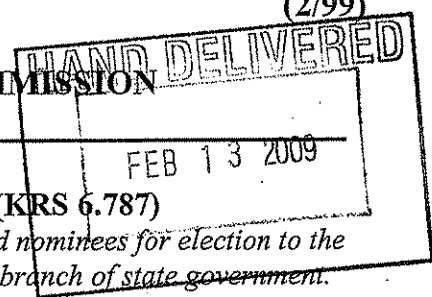 (2/99)
HAND DELIVERED
MMISSION
FEB 13 2009
(KRS 6.787)
d nominees for election to the
branch of state government.